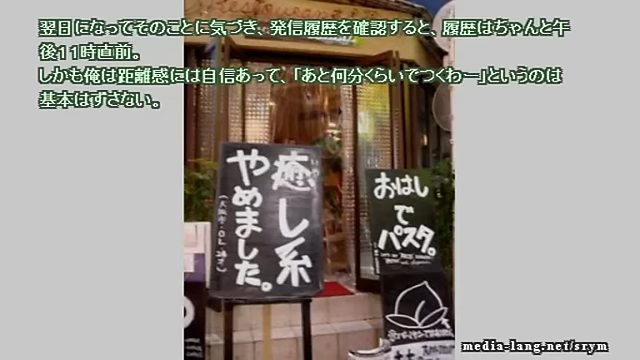 翌日になってそのことに気づき、発信履歴を確認すると、履歴はちゃんと午
後11時直前。
しかも俺は距離感には自信あって、「あと何分くらいでつくわー」というのは
基本はずさない。
Restaurant
癒し系
やめました。
おはし
で
パスタ。
media-lang-net/srym